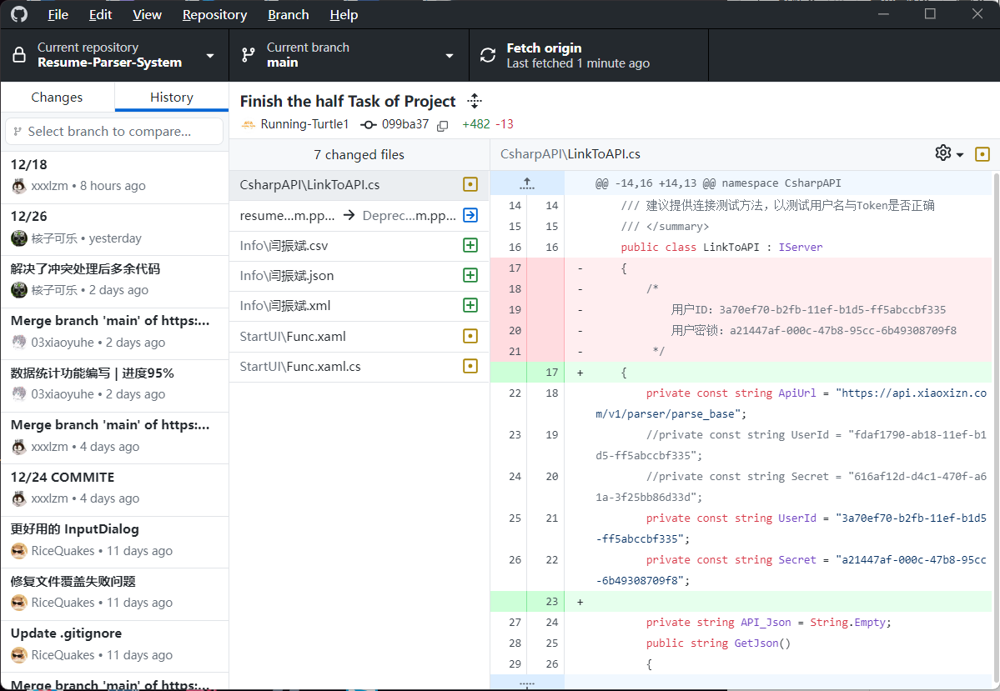 File Edit View Repository Branch Help
Current repository
Resume-Parser-System
Current branch
main
Fetch origin
Last fetched 1 minute ago
Changes History
Select branch to compare...
12/18
xxxlzm • 8 hours ago
12/26
核子可乐 • yesterday
解决了冲突处理后多余代码
核子可乐 • 2 days ago
Merge branch 'main' of https:...
03xiaoyuhe • 2 days ago
数据统计功能编写 | 进度95%
03xiaoyuhe • 2 days ago
Merge branch 'main' of https:...
xxxlzm • 4 days ago
12/24 COMMITE
xxxlzm • 4 days ago
更好用的 InputDialog
RiceQuakes • 11 days ago
修复文件覆盖失败问题
RiceQuakes • 11 days ago
Update .gitignore
RiceQuakes • 11 days ago
Merge branch 'main' of https:...
Finish the half Task of Project
Running-Turtle1 099ba37 +482 -13
7 changed files
CsharpAPI\LinkToAPI.cs
resume...m.pp... → Deprec...m.pp...
Info\闫振斌.csv
Info\闫振斌.json
Info\闫振斌.xml
StartUI\Func.xaml
StartUI\Func.xaml.cs
CsharpAPI\LinkToAPI.cs
@@ -14,16 +14,13 @@ namespace CsharpAPI
14 14 /// 建议提供连接测试方法，以测试用户名与Token是否正确
15 15 /// </summary>
16 16 public class LinkToAPI : IServer
17 - {
18 - /*
19 - 用户ID: 3a70ef70-b2fb-11ef-b1d5-ff5abccbf335
20 - 用户密锁: a21447af-000c-47b8-95cc-6b49308709f8
21 - */
17 + {
22 18 private const string ApiUrl = "https://api.xiaoxizn.co
m/v1/parser/parse_base";
23 19 //private const string UserId = "fdaf1790-ab18-11ef-b1
d5-ff5abccbf335";
24 20 //private const string Secret = "616af12d-d4c1-470f-a6
1a-3f25bb86d33d";
25 21 private const string UserId = "3a70ef70-b2fb-11ef-b1d5
-ff5abccbf335";
26 22 private const string Secret = "a21447af-000c-47b8-95cc
-6b49308709f8";
23 +
27 24 private string API_Json = String.Empty;
28 25 public string GetJson()
29 26 {